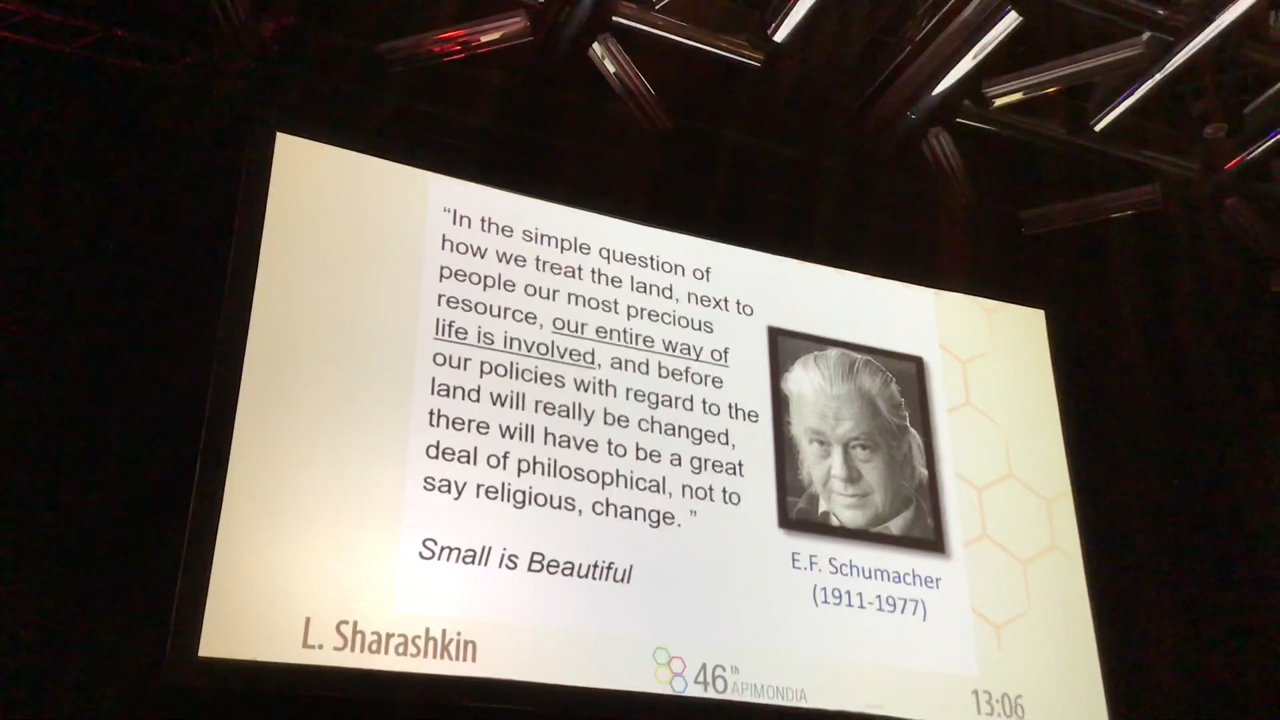 “In the simple question of
how we treat the land, next to
people our most precious
resource, our entire way of
life is involved, and before
our policies with regard to the
land will really be changed,
there will have to be a great
deal of philosophical, not to
say religious, change. ”
Small is Beautiful
E.F. Schumacher
(1911-1977)
L. Sharashkin
46th APIMONDIA
13:06